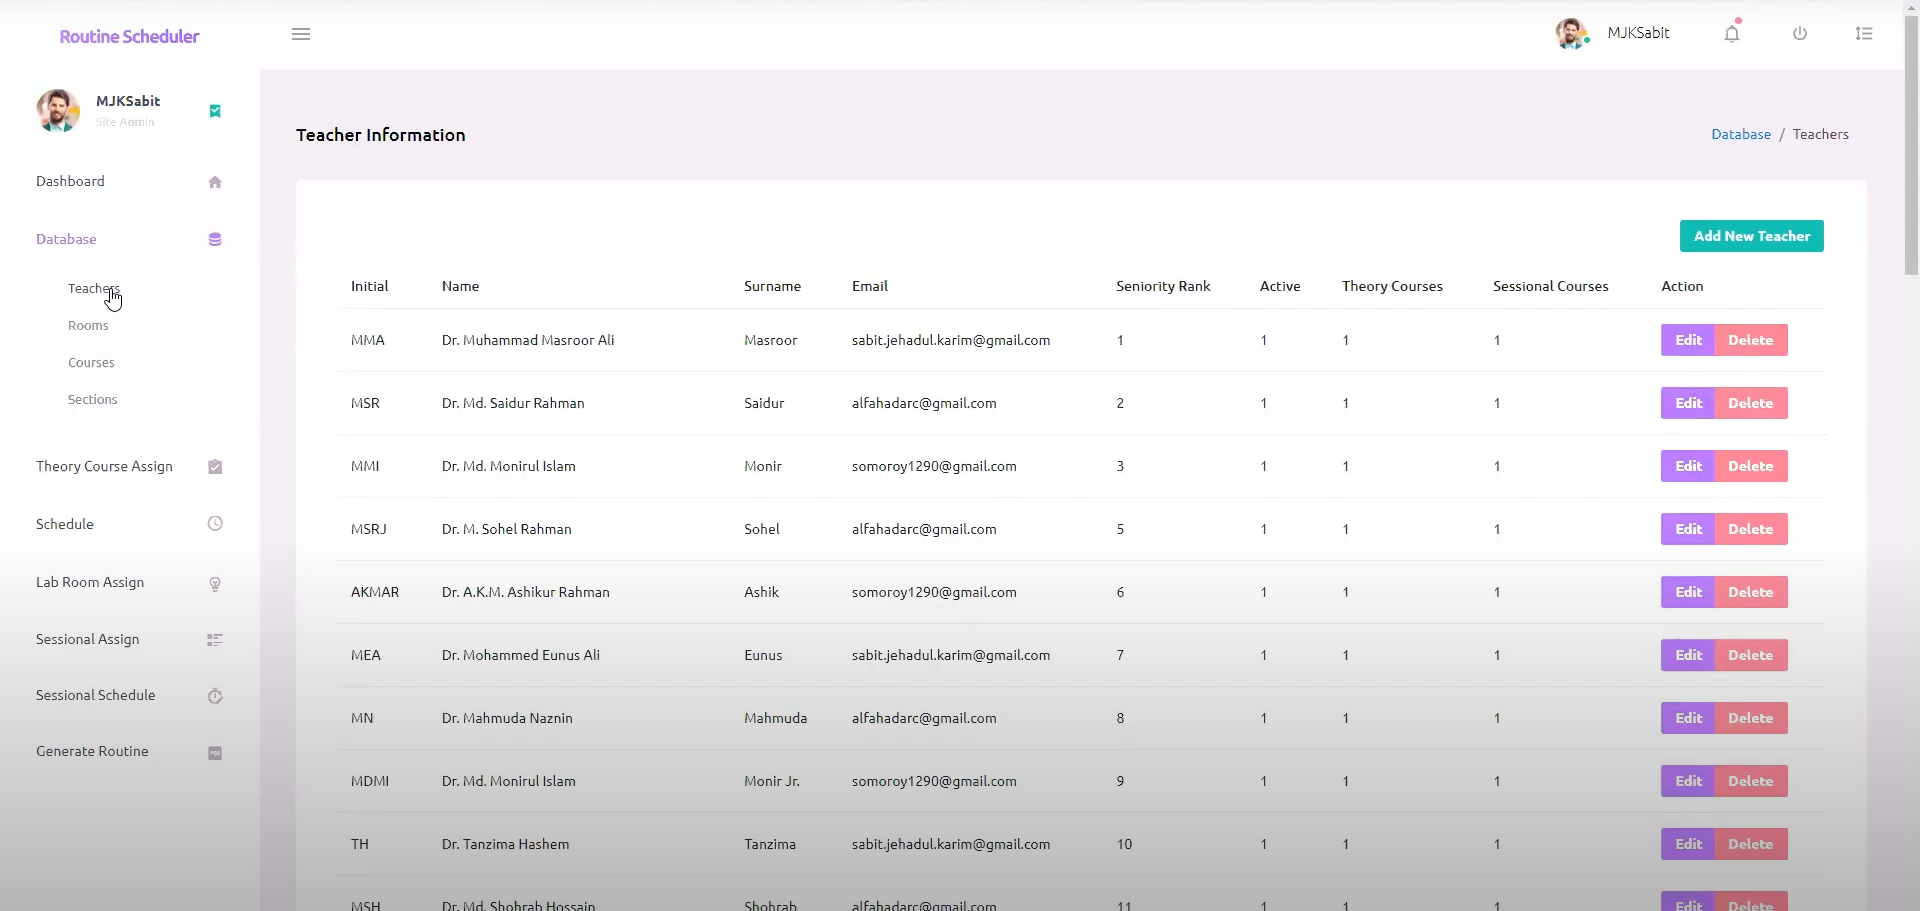 Routine Scheduler
MJKSabit
MJKSabit
Site Admin
Dashboard
Database
Teachers
Rooms
Courses
Sections
Theory Course Assign
Schedule
Lab Room Assign
Sessional Assign
Sessional Schedule
Generate Routine
PDF
Teacher Information
Database / Teachers
Add New Teacher
Initial Name Surname Email Seniority Rank Active Theory Courses Sessional Courses Action
MMA Dr. Muhammad Masroor Ali Masroor sabit.jehadul.karim@gmail.com 1 1 1 1 Edit Delete
MSR Dr. Md. Saidur Rahman Saidur alfahadarc@gmail.com 2 1 1 1 Edit Delete
MMI Dr. Md. Monirul Islam Monir somoroy1290@gmail.com 3 1 1 1 Edit Delete
MSRJ Dr. M. Sohel Rahman Sohel alfahadarc@gmail.com 5 1 1 1 Edit Delete
AKMAR Dr. A.K.M. Ashikur Rahman Ashik somoroy1290@gmail.com 6 1 1 1 Edit Delete
MEA Dr. Mohammed Eunus Ali Eunus sabit.jehadul.karim@gmail.com 7 1 1 1 Edit Delete
MN Dr. Mahmuda Naznin Mahmuda alfahadarc@gmail.com 8 1 1 1 Edit Delete
MDMI Dr. Md. Monirul Islam Monir Jr. somoroy1290@gmail.com 9 1 1 1 Edit Delete
TH Dr. Tanzima Hashem Tanzima sabit.jehadul.karim@gmail.com 10 1 1 1 Edit Delete
MSH Dr. Md. Shohrab Hossain Shohrab alfahadarc@gmail.com 11 1 1 1 Edit Delete